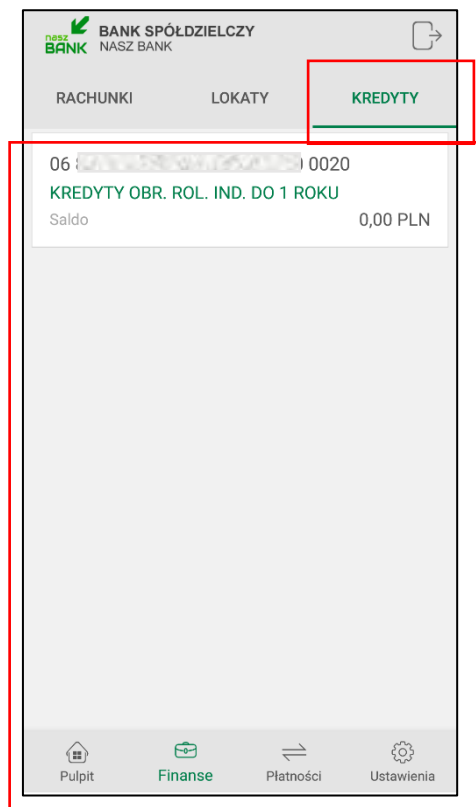 nasz BANK BANK SPÓŁDZIELCZY
NASZ BANK
RACHUNKI LOKATY KREDYTY
06 0020
KREDYTY OBR. ROL. IND. DO 1 ROKU
Saldo 0,00 PLN
Pulpit Finanse Płatności Ustawienia